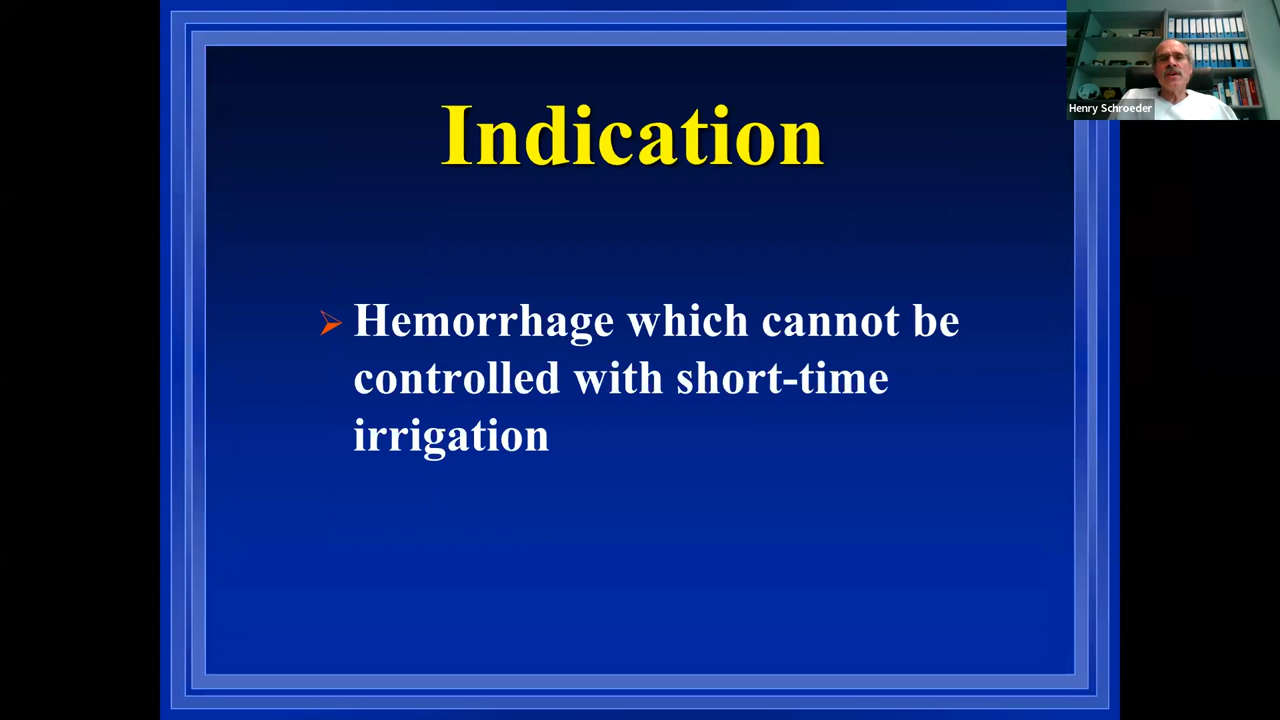 Indication
Henry Schroeder
Hemorrhage which cannot be
controlled with short-time
irrigation